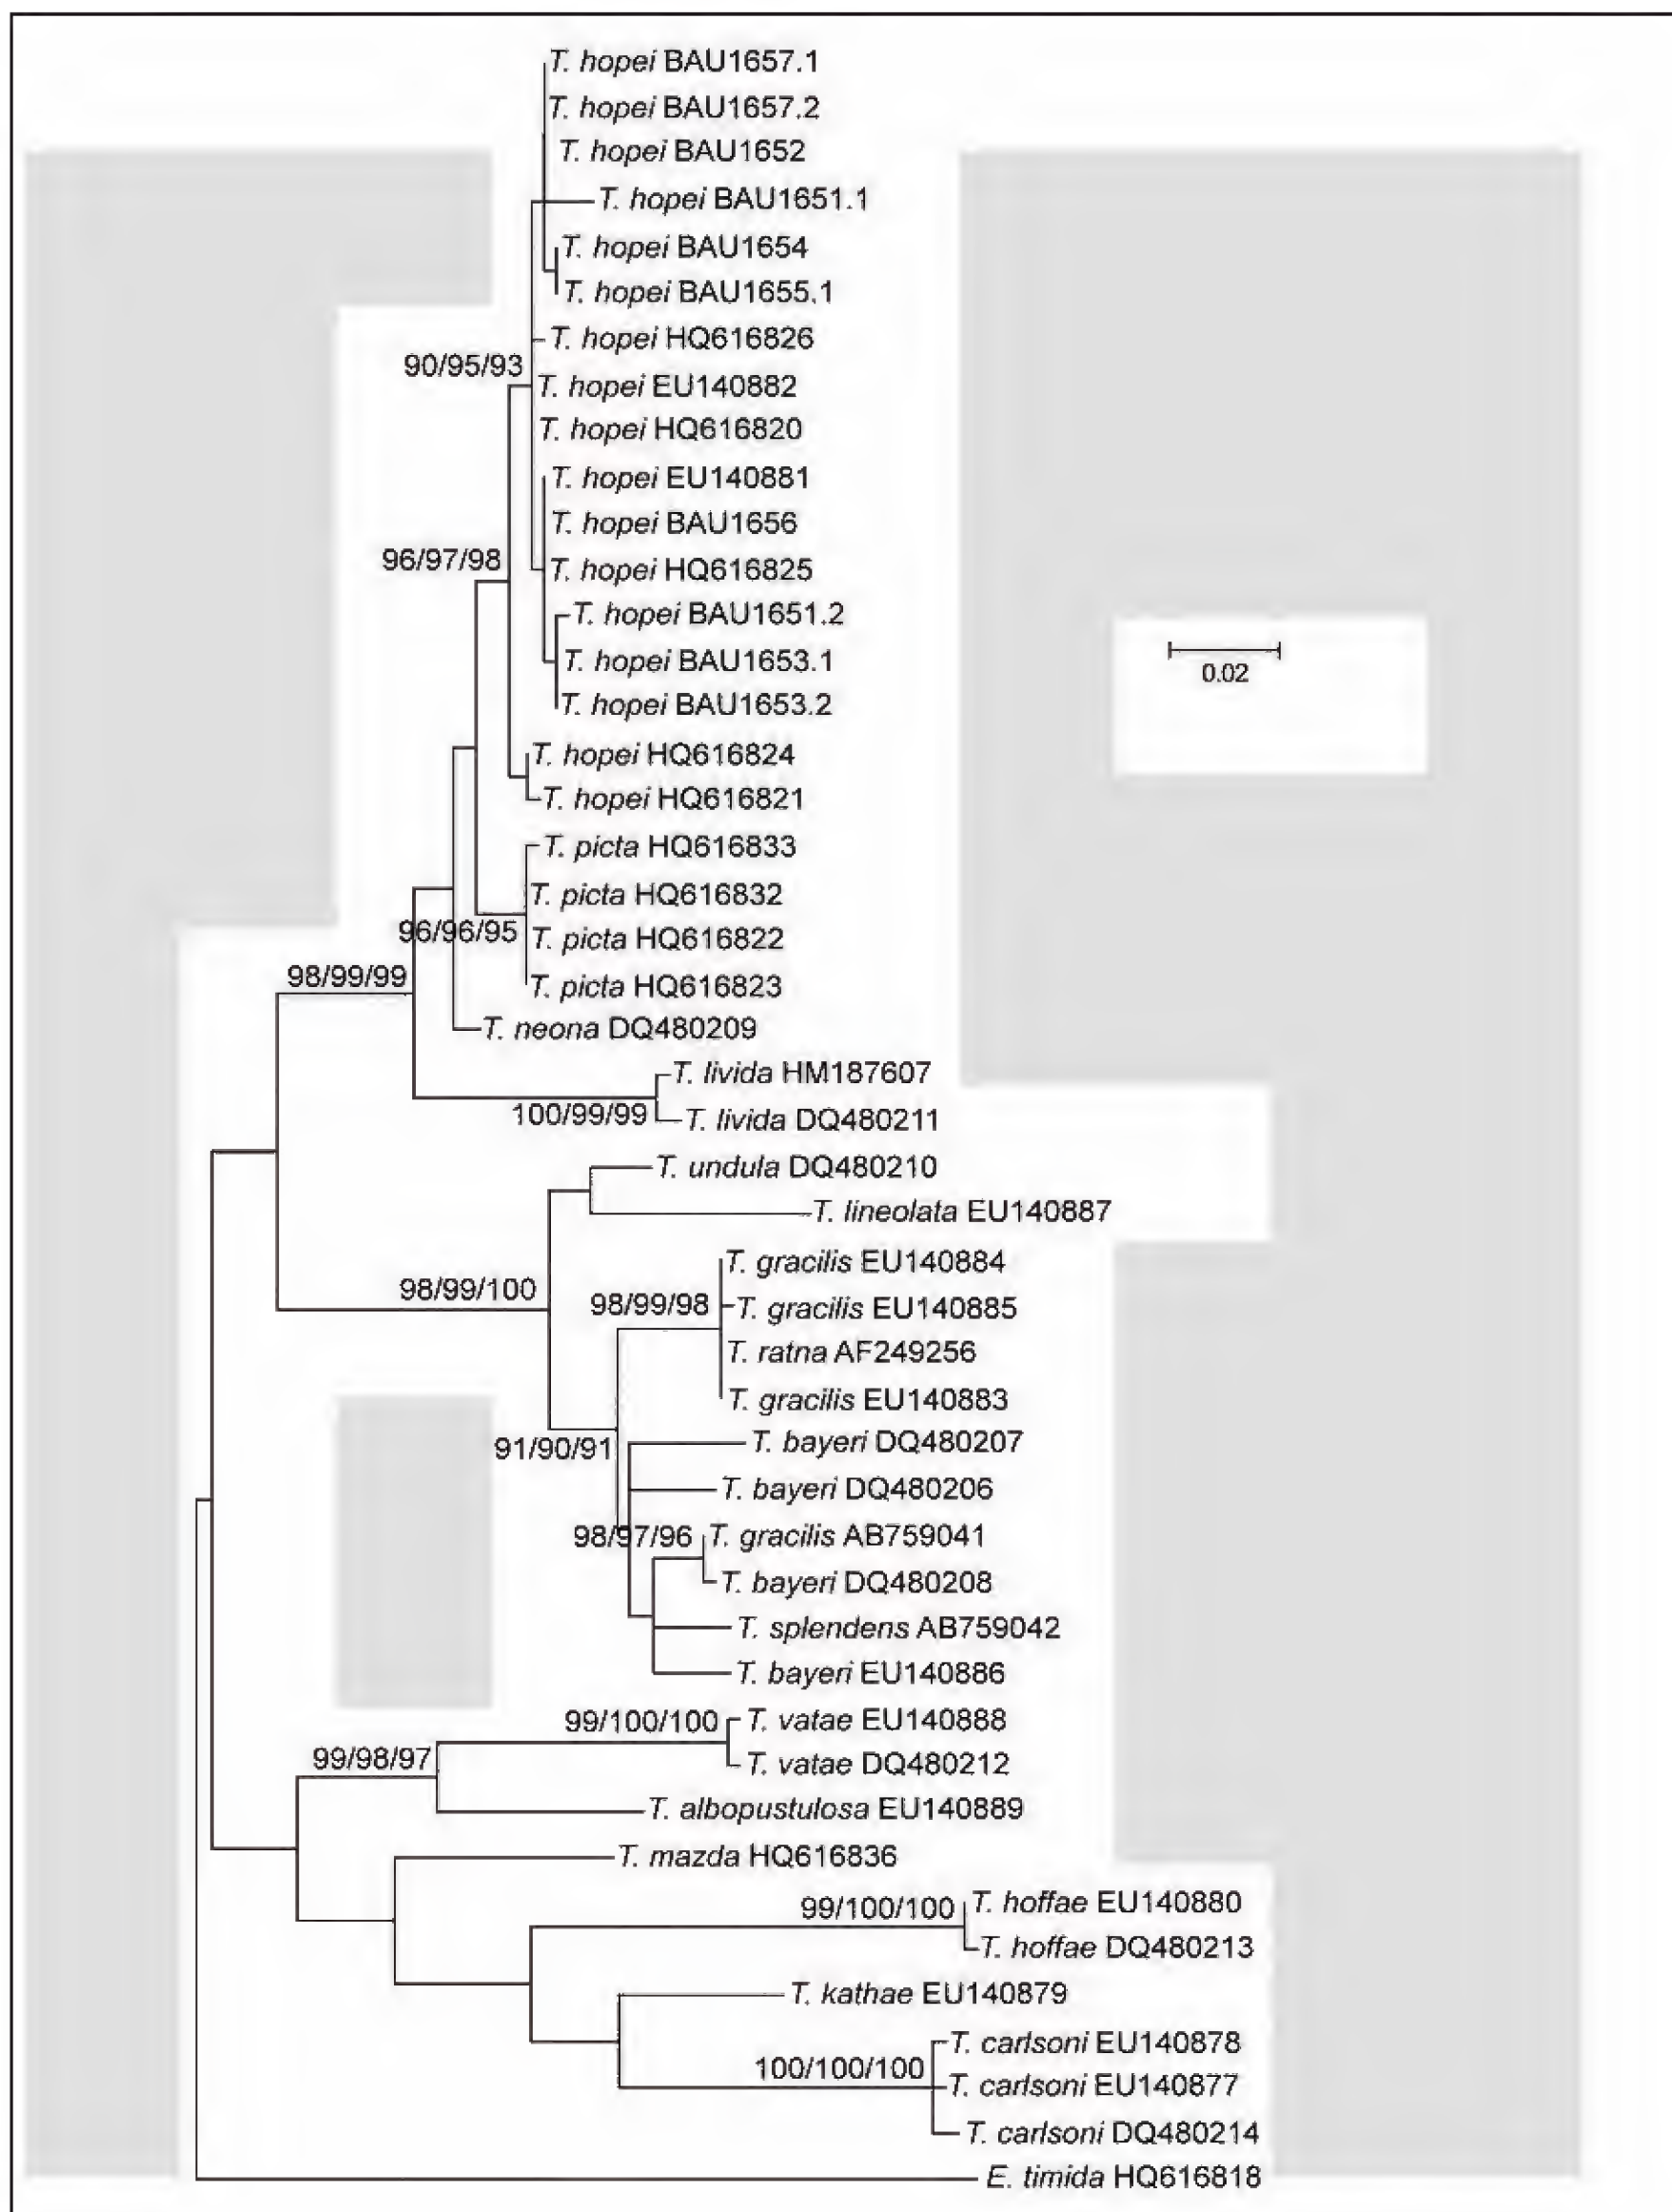 T. hopei BAU1657.1
T. hopei BAU1657.2
T. hopei BAU1652
T. hopei BAU1651.1
T. hopei BAU1654
T. hopei BAU1655.1
T. hopei HQ616826
90/95/93
T. hopei EU140882
T. hopei HQ616820
T. hopei EU140881
T. hopei BAU1656
96/97/98
T. hopei HQ616825
T. hopei BAU1651.2
T. hopei BAU1653.1
0.02
T. hopei BAU1653.2
T. hopei HQ616824
T. hopei HQ616821
T. picta HQ616833
T. picta HQ616832
96/96/95
T. picta HQ616822
98/99/99
T. picta HQ616823
T. neona DQ480209
T. livida HM187607
100/99/99
T. livida DQ480211
T. undula DQ480210
T. lineolata EU140887
T. gracilis EU140884
98/99/100
98/99/98
T. gracilis EU140885
T. ratna AF249256
T. gracilis EU140883
T. bayeri DQ480207
91/90/91
T. bayeri DQ480206
98/97/96
T. gracilis AB759041
T. bayeri DQ480208
T. splendens AB759042
T. bayeri EU140886
99/100/100
T. vatae EU140888
99/98/97
T. vatae DQ480212
T. albopustulosa EU140889
T. mazda HQ616836
99/100/100
T. hoffae EU140880
T. hoffae DQ480213
T. kathae EU140879
T. carlsoni EU140878
100/100/100
T. carlsoni EU140877
T. carlsoni DQ480214
E. timida HQ616818